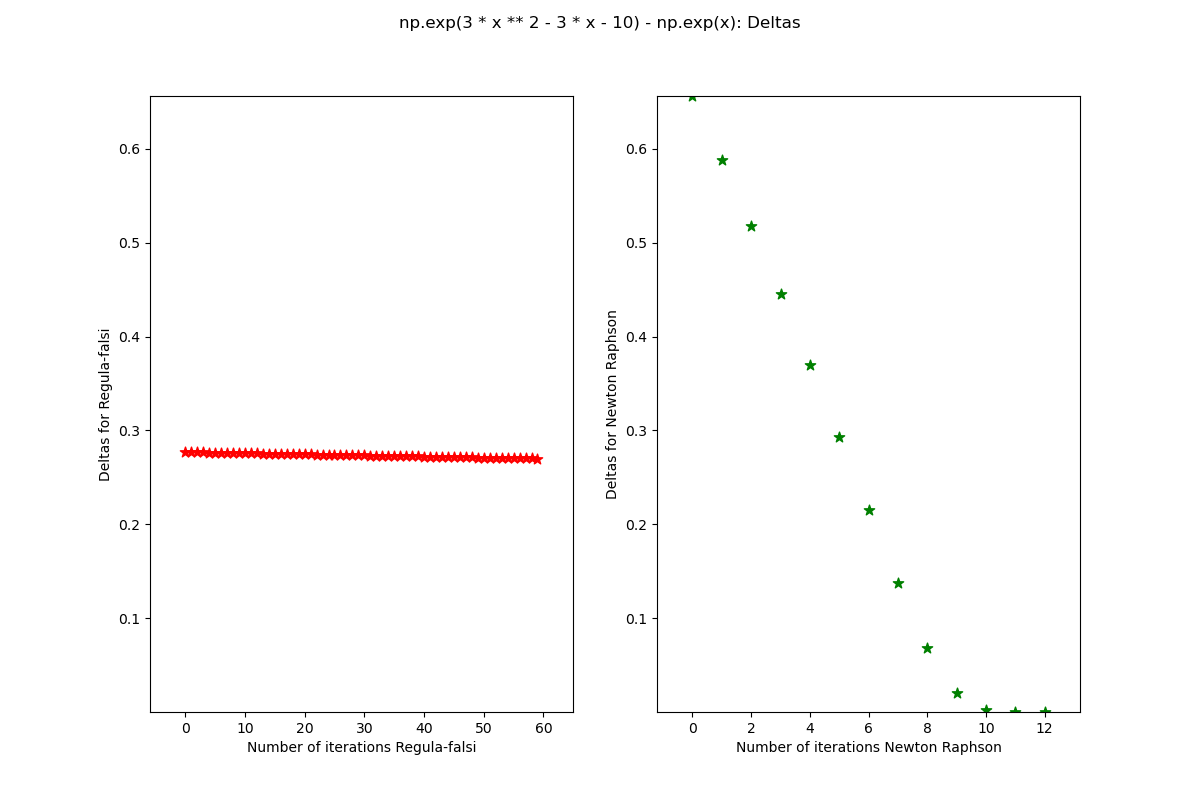 np.exp(3 * x ** 2 - 3 * x - 10) - np.exp(x): Deltas
Deltas for Regula-falsi
0.6
0.5
0.4
0.3
0.2
0.1
0 10 20 30 40 50 60
Number of iterations Regula-falsi
Deltas for Newton Raphson
0.6
0.5
0.4
0.3
0.2
0.1
0 2 4 6 8 10 12
Number of iterations Newton Raphson